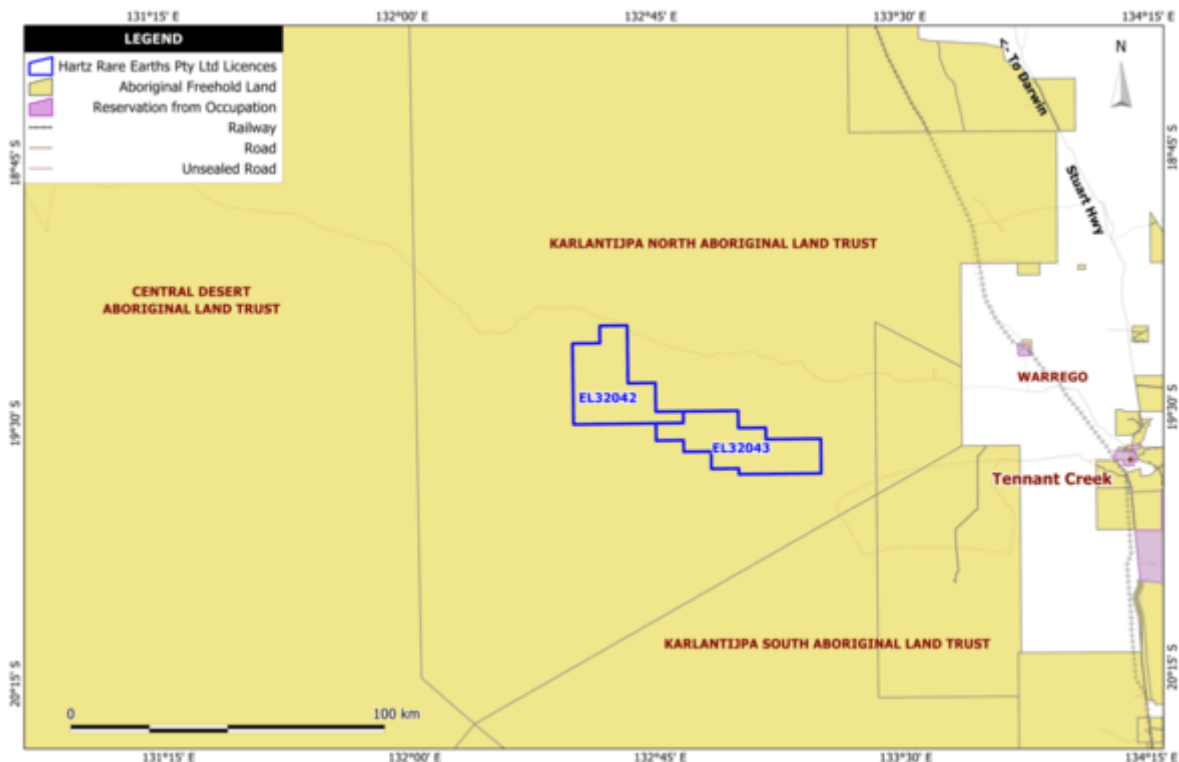 131°15' E
132°00' E
132°45' E
133°30' E
134°15' E
LEGEND
Hartz Rare Earths Pty Ltd Licences
Aboriginal Freehold Land
Reservation from Occupation
Railway
Road
Unsealed Road
N
<- To Darwin
Stuart Hwy
18°45' S
18°45' S
KARLANTIJPA NORTH ABORIGINAL LAND TRUST
CENTRAL DESERT
ABORIGINAL LAND TRUST
WARREGO
EL32042
19°30' S
19°30' S
EL32043
Tennant Creek
KARLANTIJPA SOUTH ABORIGINAL LAND TRUST
20°15' S
20°15' S
0
100 km
131°15' E
132°00' E
132°45' E
133°30' E
134°15' E